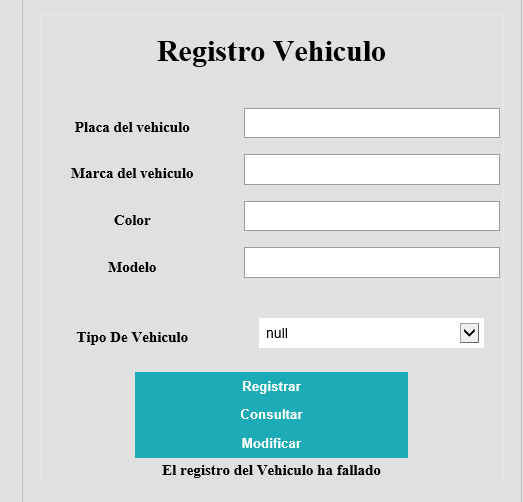 Registro Vehiculo
Placa del vehiculo
Marca del vehiculo
Color
Modelo
Tipo De Vehiculo null
Registrar
Consultar
Modificar
El registro del Vehiculo ha fallado